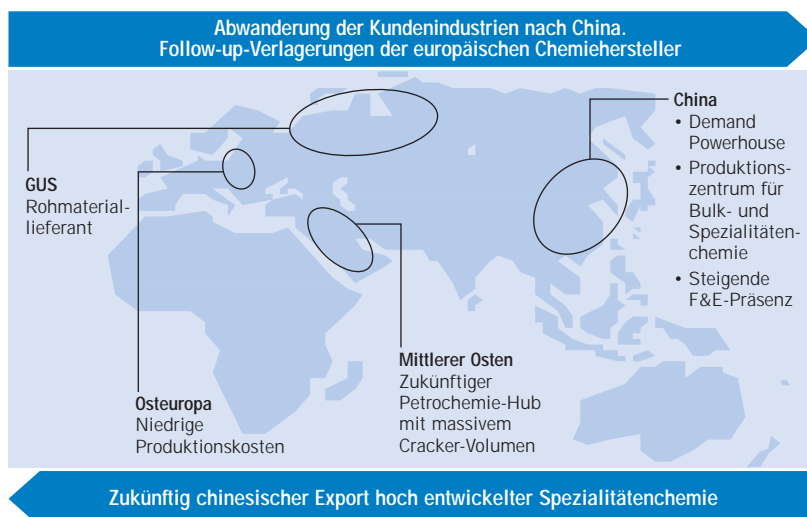 Abwanderung der Kundenindustrien nach China.
Follow-up-Verlagerungen der europäischen Chemiehersteller
GUS
Rohmaterial-
lieferant
Osteuropa
Niedrige
Produktionskosten
Mittlerer Osten
Zukünftiger
Petrochemie-Hub
mit massivem
Cracker-Volumen
China
• Demand
Powerhouse
• Produktions-
zentrum für
Bulk- und
Spezialitäten-
chemie
• Steigende
F&E-Präsenz
Zukünftig chinesischer Export hoch entwickelter Spezialitätenchemie